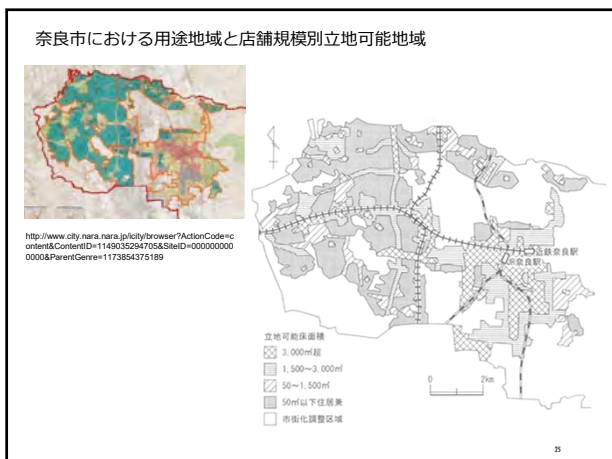 奈良市における用途地域と店舗規模別立地可能地域
http://www.city.nara.nara.jp/icity/browser?ActionCode=c
ontent&ContentID=1149035294705&SiteID=000000000
0000&ParentGenre=1173854375189
近鉄奈良駅
JR奈良駅
立地可能床面積
3,000㎡超
1,500〜3,000㎡
50〜1,500㎡
50㎡以下住居兼
市街化調整区域
0 2km
25